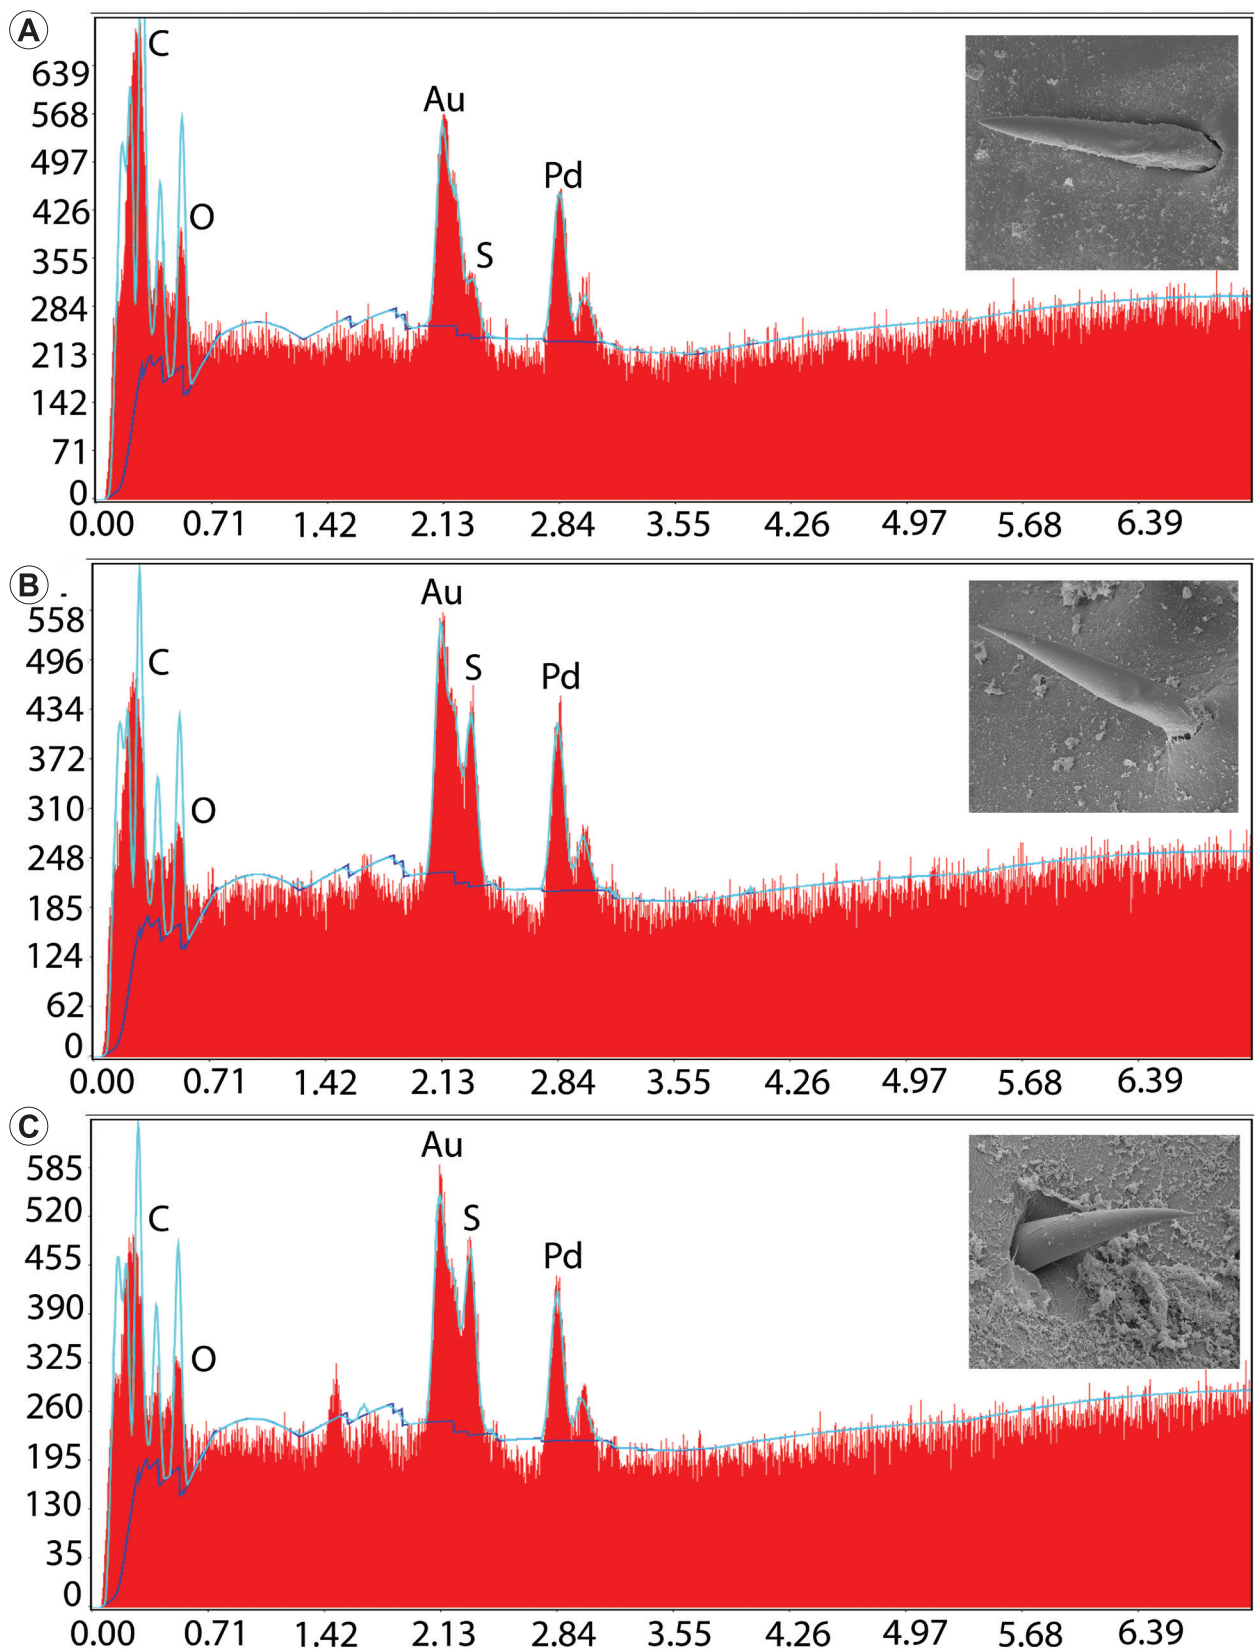 A
C
639
Au
568
497
Pd
426
O
355
S
284
213
142
71
0
0.00 0.71 1.42 2.13 2.84 3.55 4.26 4.97 5.68 6.39
B
Au
558
C
S
496
Pd
434
372
O
310
248
185
124
62
0
0.00 0.71 1.42 2.13 2.84 3.55 4.26 4.97 5.68 6.39
C
Au
585
C
S
520
Pd
455
390
O
325
260
195
130
35
0
0.00 0.71 1.42 2.13 2.84 3.55 4.26 4.97 5.68 6.39